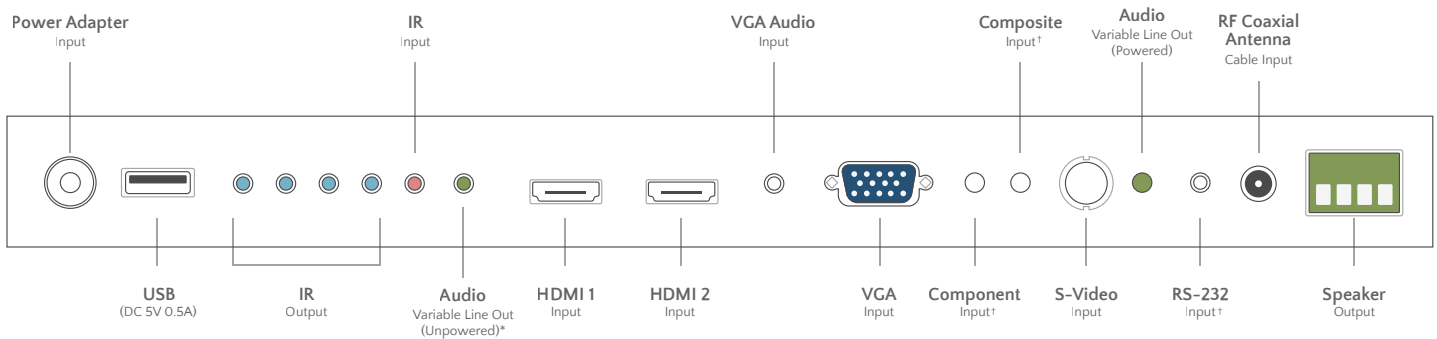 Power Adapter
Input
IR
Input
VGA Audio
Input
Composite
Input†
Audio
Variable Line Out
(Powered)
RF Coaxial
Antenna
Cable Input
USB
(DC 5V 0.5A)
IR
Output
Audio
Variable Line Out
(Unpowered)*
HDMI 1
Input
HDMI 2
Input
VGA
Input
Component
Input†
S-Video
Input
RS-232
Input†
Speaker
Output